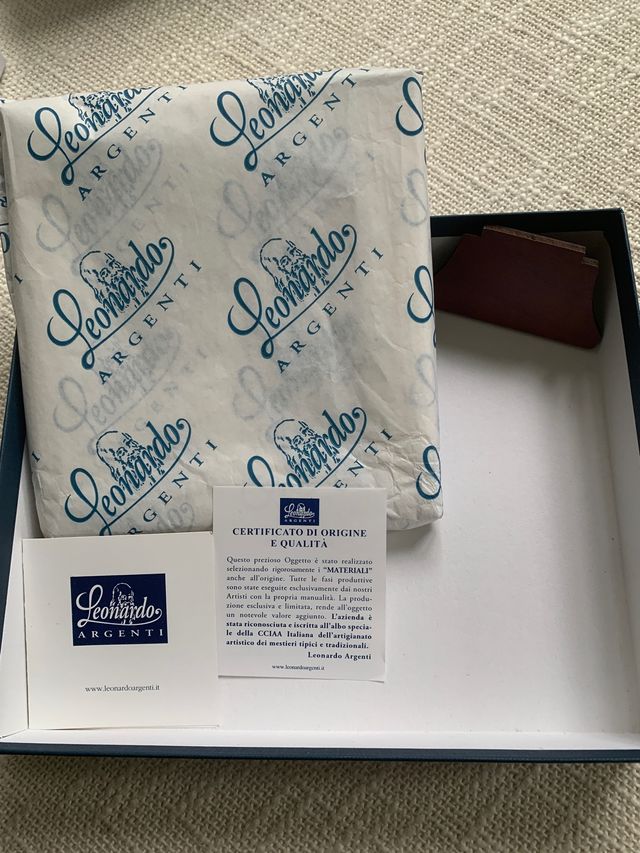 Leonardo
ARGENTI
Leonardo
ARGENTI
Leonardo
ARGENTI
Leonardo
ARGENTI
Leonardo
ARGENTI
Leonardo
ARGENTI
Leonardo
ARGENTI
www.leonardoargenti.it
Leonardo
ARGENTI
CERTIFICATO DI ORIGINE
E QUALITÀ
Questo prezioso Oggetto è stato realizzato
selezionando rigorosamente i "MATERIALI"
anche all'origine. Tutte le fasi produttive
sono state eseguite esclusivamente dai nostri
Artisti con la propria manualità. La produ-
zione esclusiva e limitata, rende all'oggetto
un notevole valore aggiunto. L'azienda è
stata riconosciuta e iscritta all'albo specia-
le della CCIAA Italiana dell'artigianato
artistico dei mestieri tipici e tradizionali.
Leonardo Argenti
www.leonardoargenti.it